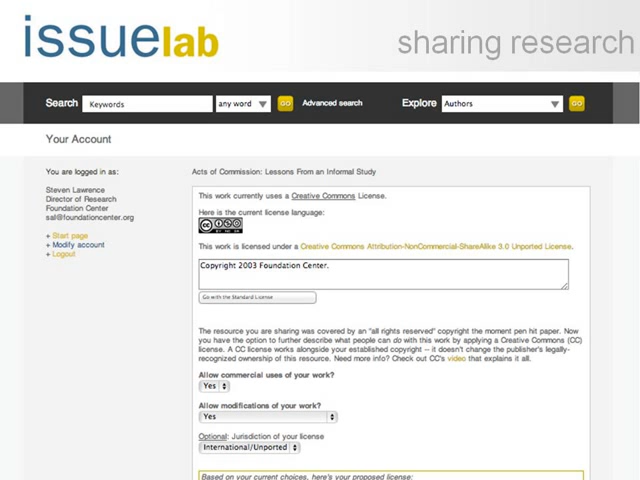 issuelab
sharing research
Search Keywords any word GO Advanced search Explore Authors GO
Your Account
You are logged in as:
Steven Lawrence
Director of Research
Foundation Center
sal@foundationcenter.org
+ Start page
+ Modify account
+ Logout
Acts of Commission: Lessons From an Informal Study
This work currently uses a Creative Commons License.
Here is the current license language:
CC BY NC SA
This work is licensed under a Creative Commons Attribution-NonCommercial-ShareAlike 3.0 Unported License.
Copyright 2003 Foundation Center.
Go with the Standard License
The resource you are sharing was covered by an "all rights reserved" copyright the moment pen hit paper. Now
you have the option to further describe what people can do with this work by applying a Creative Commons (CC)
license. A CC license works alongside your established copyright -- it doesn't change the publisher's legally-
recognized ownership of this resource. Need more info? Check out CC's video that explains it all.
Allow commercial uses of your work?
Yes
Allow modifications of your work?
Yes
Optional: Jurisdiction of your license
International/Unported
Based on your current choices, here's your proposed license: